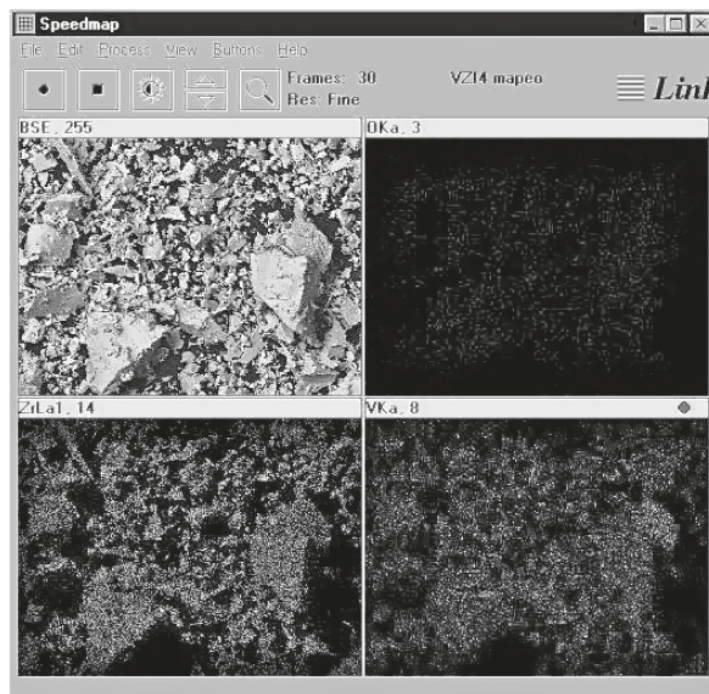 Speedmap
File Edit Process View Buttons Help
Frames: 30
Res: Fine
VZ14 mapeo
Link
BSE, 255
OKa, 3
ZrLa1, 14
VKa, 8